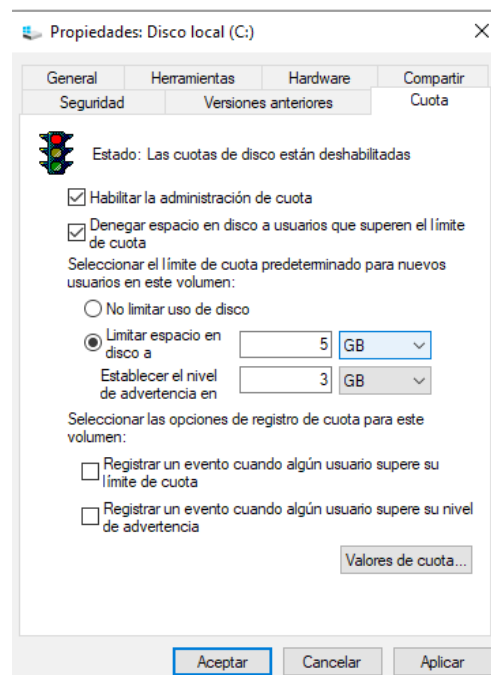 Propiedades: Disco local (C:)
General Herramientas Hardware Compartir
Seguridad Versiones anteriores Cuota
Estado: Las cuotas de disco están deshabilitadas
Habilitar la administración de cuota
Denegar espacio en disco a usuarios que superen el límite
de cuota
Seleccionar el límite de cuota predeterminado para nuevos
usuarios en este volumen:
No limitar uso de disco
Limitar espacio en
disco a
5 GB
Establecer el nivel
de advertencia en
3 GB
Seleccionar las opciones de registro de cuota para este
volumen:
Registrar un evento cuando algún usuario supere su
límite de cuota
Registrar un evento cuando algún usuario supere su nivel
de advertencia
Valores de cuota...
Aceptar Cancelar Aplicar